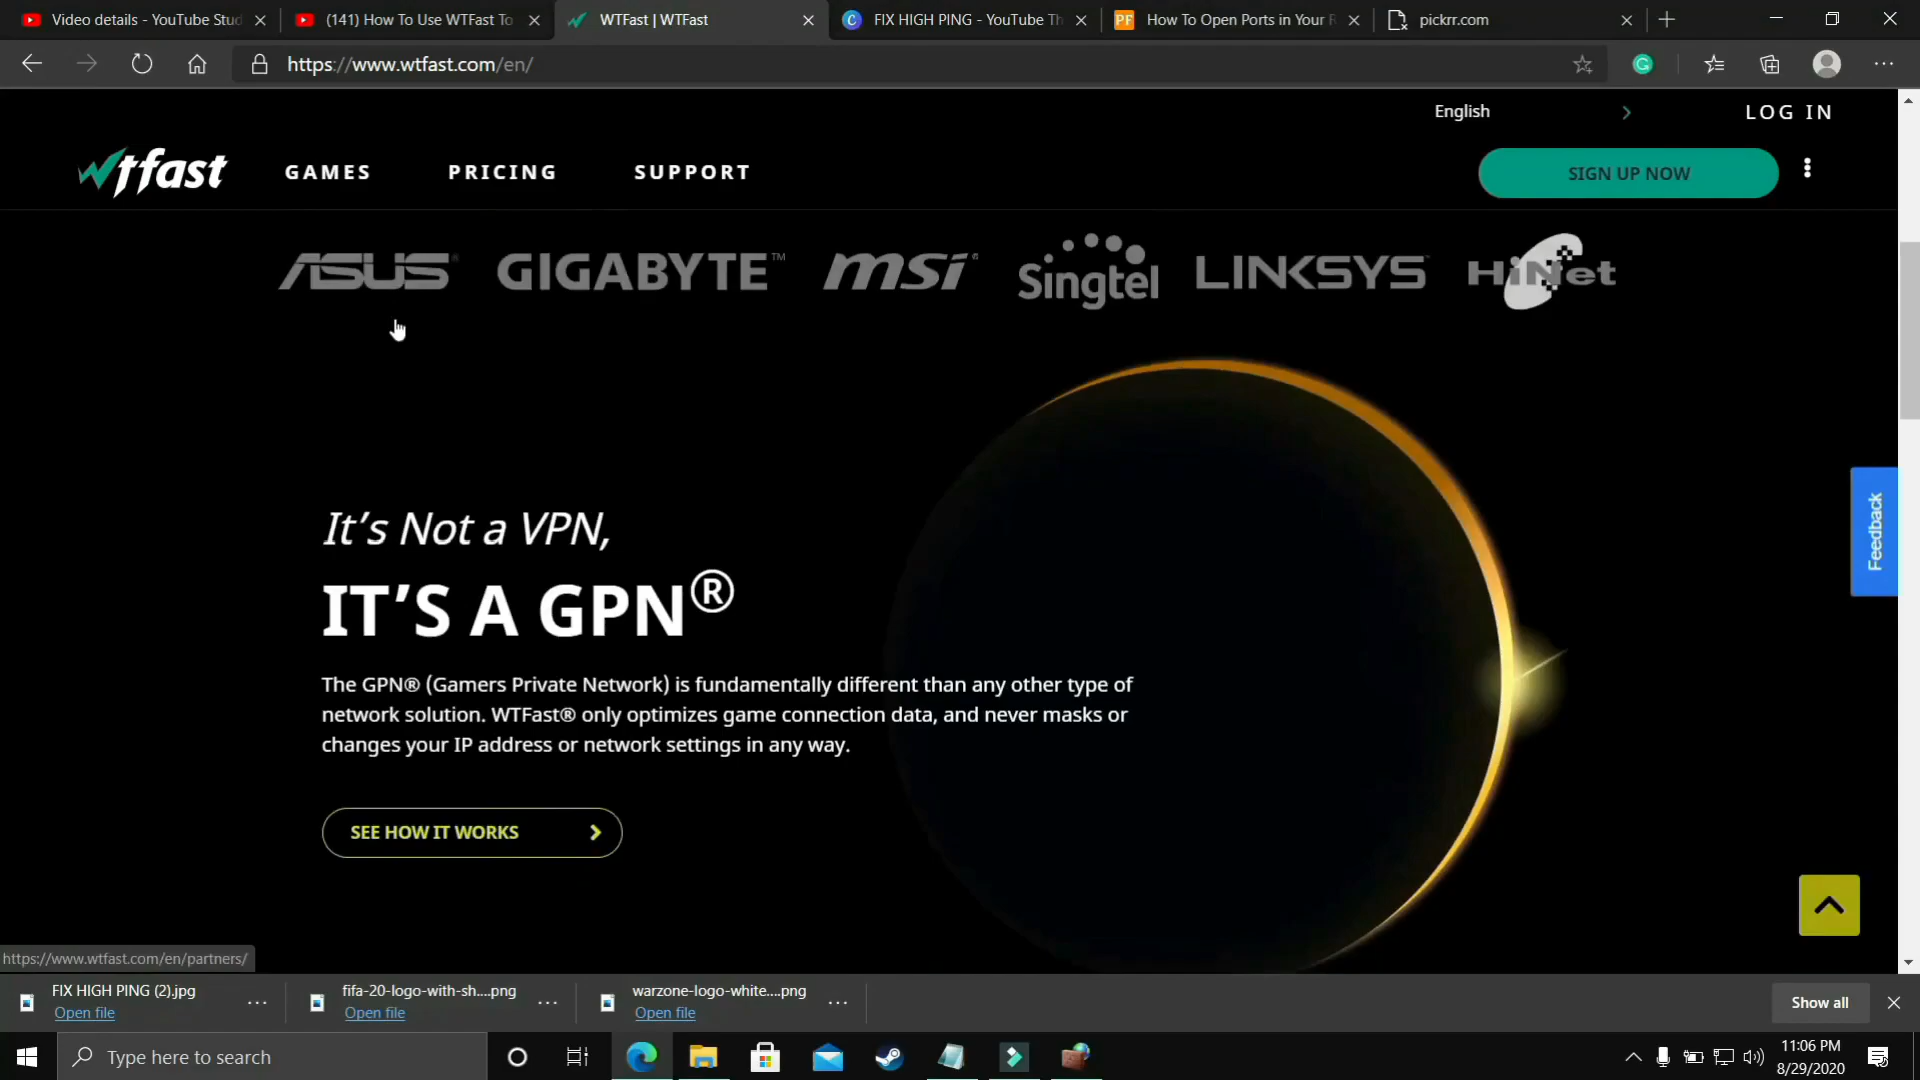 Video details - YouTube Stud
(141) How To Use WTFast To
WTFast | WTFast
FIX HIGH PING - YouTube Th
PF How To Open Ports in Your R
pickrr.com
https://www.wtfast.com/en/
English
LOG IN
wtfast
GAMES
PRICING
SUPPORT
SIGN UP NOW
ASUS®
GIGABYTE™
msi
Singtel
LINKSYS
HiNet
It's Not a VPN,
IT'S A GPN®
The GPN® (Gamers Private Network) is fundamentally different than any other type of
network solution. WTFast® only optimizes game connection data, and never masks or
changes your IP address or network settings in any way.
SEE HOW IT WORKS
Feedback
https://www.wtfast.com/en/partners/
FIX HIGH PING (2).jpg
Open file
fifa-20-logo-with-sh....png
Open file
warzone-logo-white....png
Open file
Show all
Type here to search
11:06 PM
8/29/2020